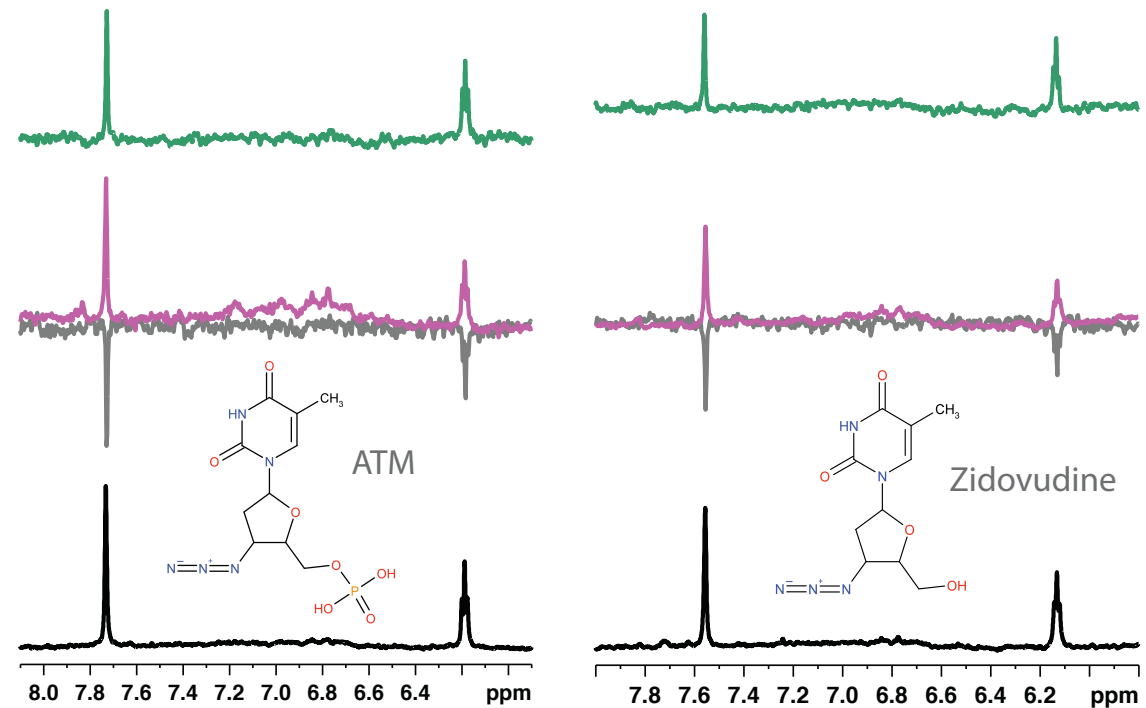 O
CH3
HN
O
N
ATM
O
N⁻ N⁺ N
O
OH
P
HO
O
8.0 7.8 7.6 7.4 7.2 7.0 6.8 6.6 6.4 ppm
O
CH3
HN
O
N
Zidovudine
O
N⁻ N⁺ N
OH
7.8 7.6 7.4 7.2 7.0 6.8 6.6 6.4 6.2 ppm